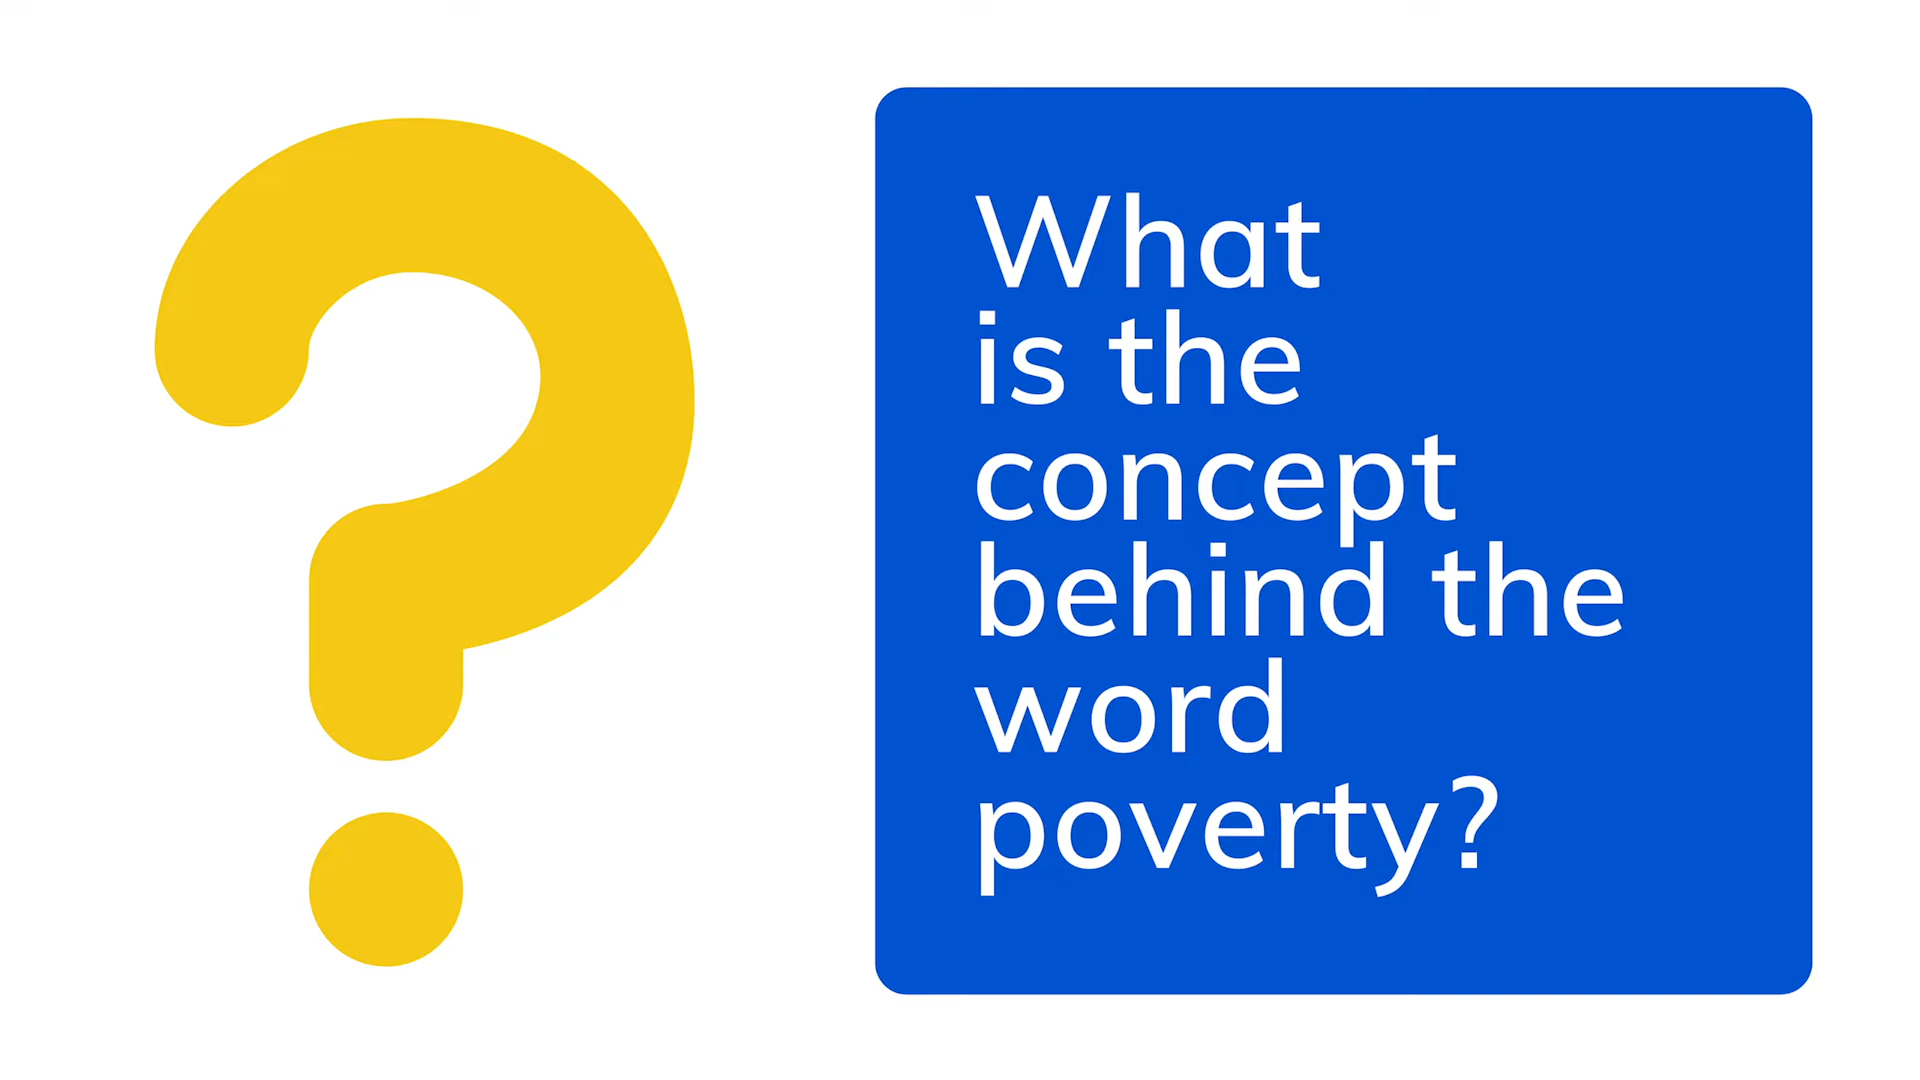 What
is the
concept
behind the
word
poverty?